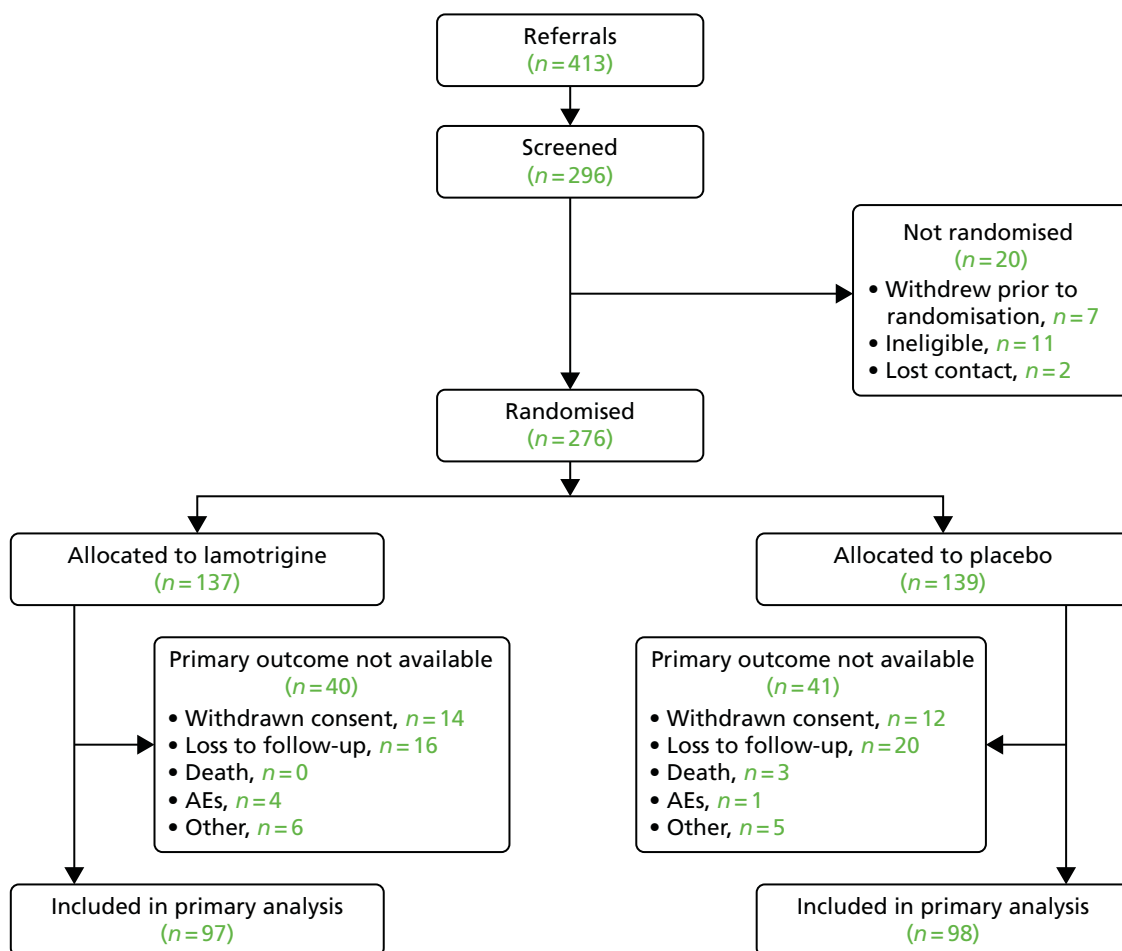 Referrals
(n=413)
Screened
(n=296)
Not randomised
(n=20)
• Withdrew prior to
randomisation, n=7
• Ineligible, n=11
• Lost contact, n=2
Randomised
(n=276)
Allocated to lamotrigine
(n=137)
Allocated to placebo
(n=139)
Primary outcome not available
(n=40)
• Withdrawn consent, n=14
• Loss to follow-up, n=16
• Death, n=0
• AEs, n=4
• Other, n=6
Primary outcome not available
(n=41)
• Withdrawn consent, n=12
• Loss to follow-up, n=20
• Death, n=3
• AEs, n=1
• Other, n=5
Included in primary analysis
(n=97)
Included in primary analysis
(n=98)